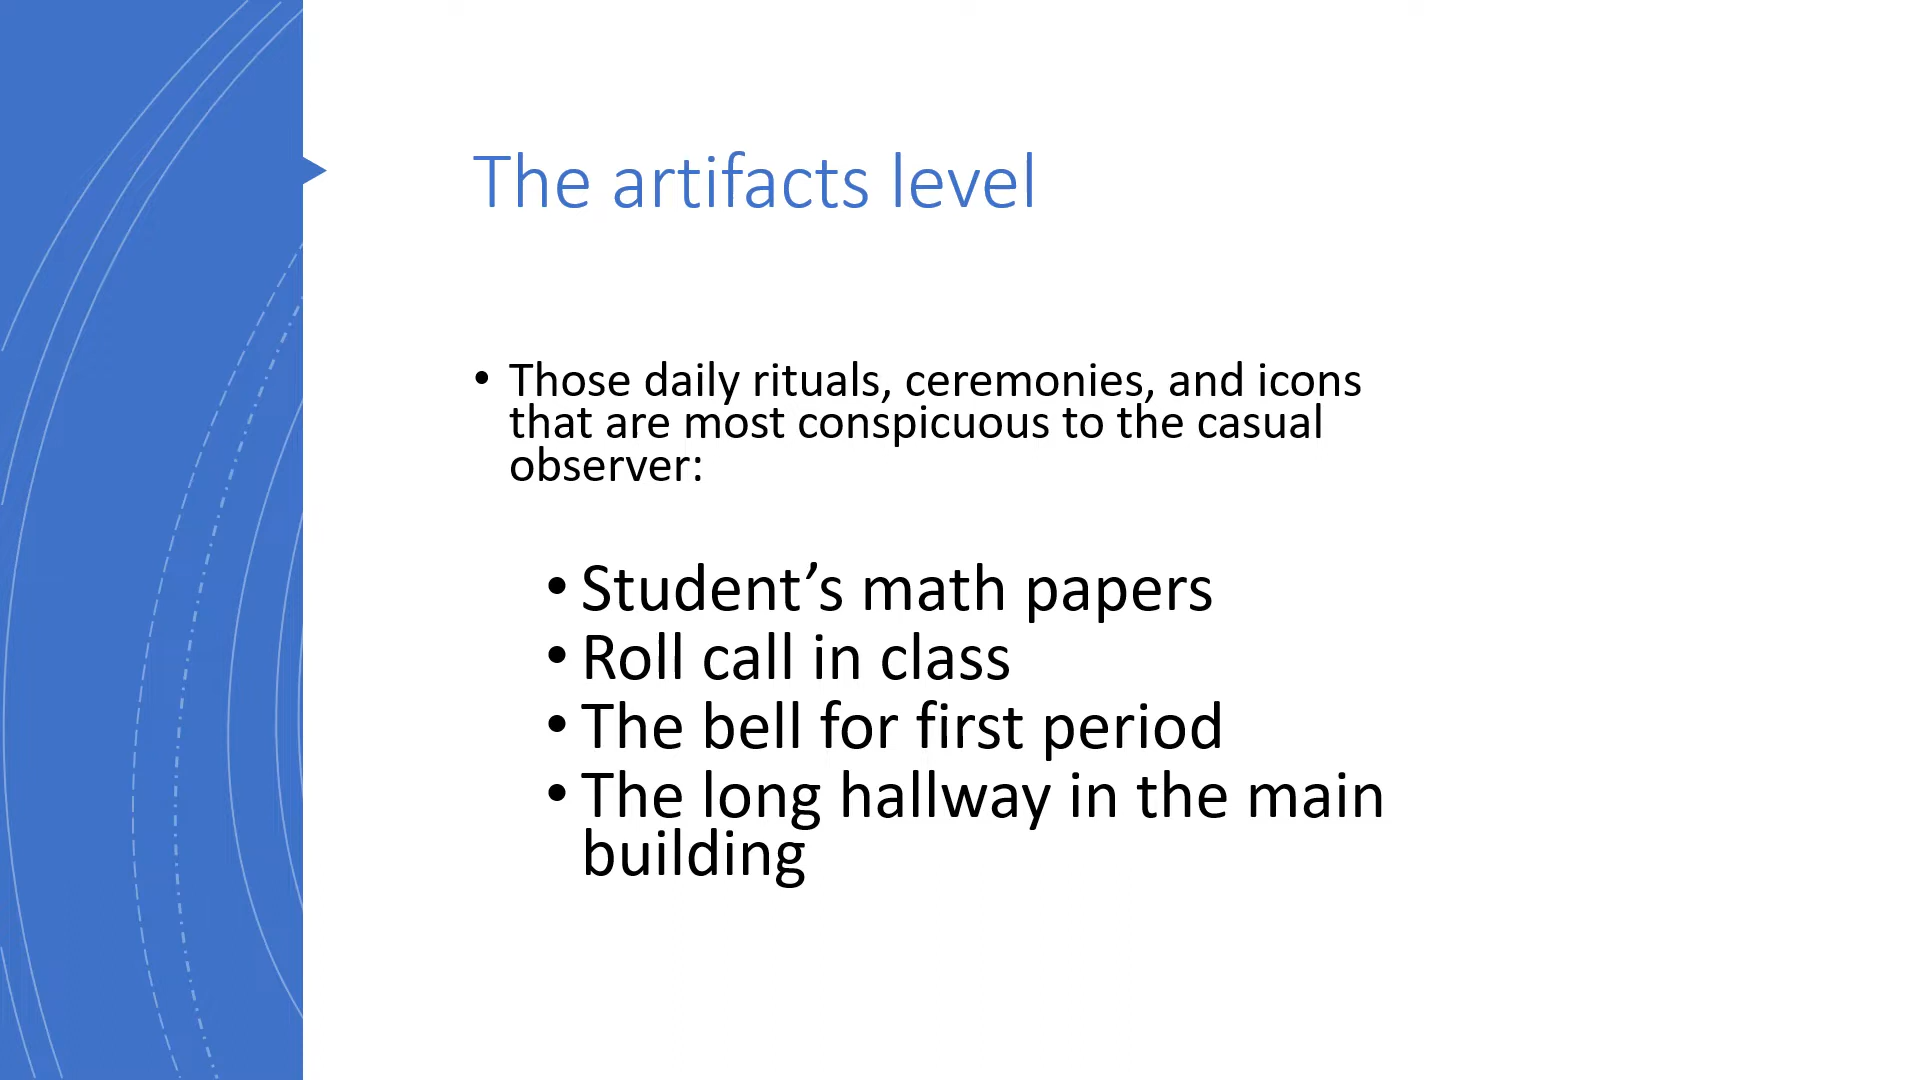 The artifacts level
• Those daily rituals, ceremonies, and icons
that are most conspicuous to the casual
observer:
• Student’s math papers
• Roll call in class
• The bell for first period
• The long hallway in the main
building